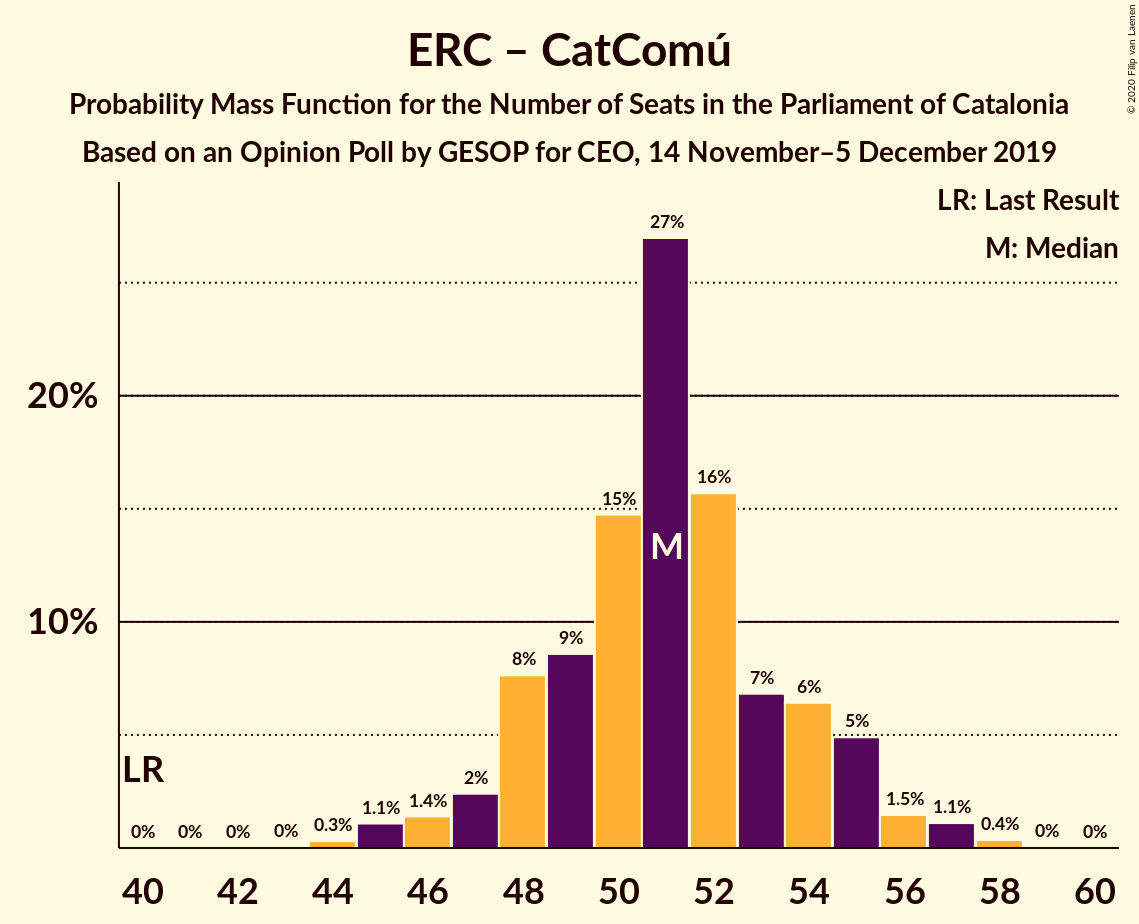 © 2020 Filip van Laenen
ERC – CatComú
Probability Mass Function for the Number of Seats in the Parliament of Catalonia
Based on an Opinion Poll by GESOP for CEO, 14 November–5 December 2019
LR: Last Result
M: Median
20%
10%
LR
M
0% 0% 0% 0% 0.3% 1.1% 1.4% 2% 8% 9% 15% 27% 16% 7% 6% 5% 1.5% 1.1% 0.4% 0% 0%
40 42 44 46 48 50 52 54 56 58 60